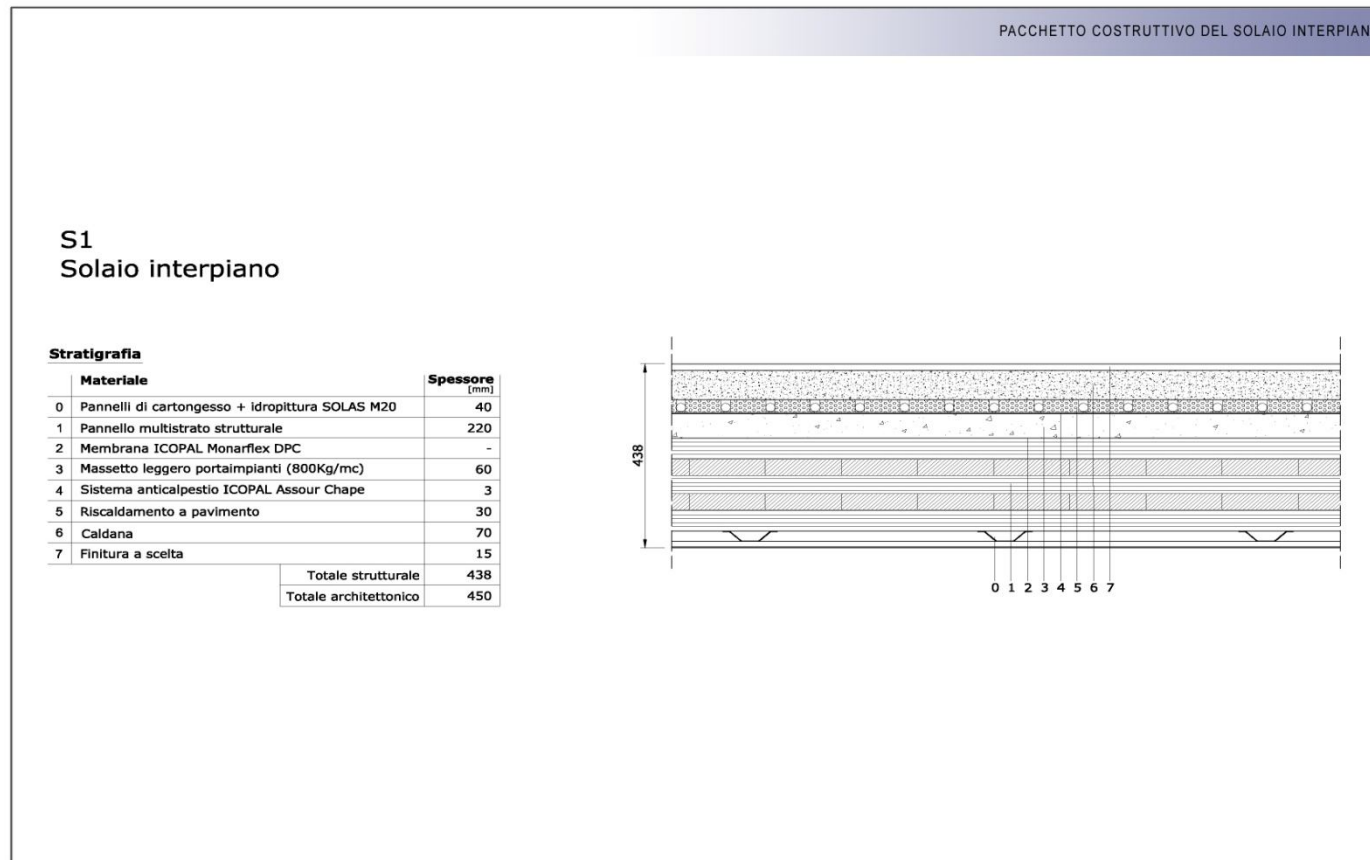 PACCHETTO COSTRUTTIVO DEL SOLAIO INTERPIAN
S1
Solaio interpiano
Stratigrafia
Materiale Spessore
[mm]
0 Pannelli di cartongesso + idropittura SOLAS M20 40
1 Pannello multistrato strutturale 220
2 Membrana ICOPAL Monarflex DPC -
3 Massetto leggero portaimpianti (800Kg/mc) 60
4 Sistema anticalpestio ICOPAL Assour Chape 3
5 Riscaldamento a pavimento 30
6 Caldana 70
7 Finitura a scelta 15
Totale strutturale 438
Totale architettonico 450
438
0 1 2 3 4 5 6 7